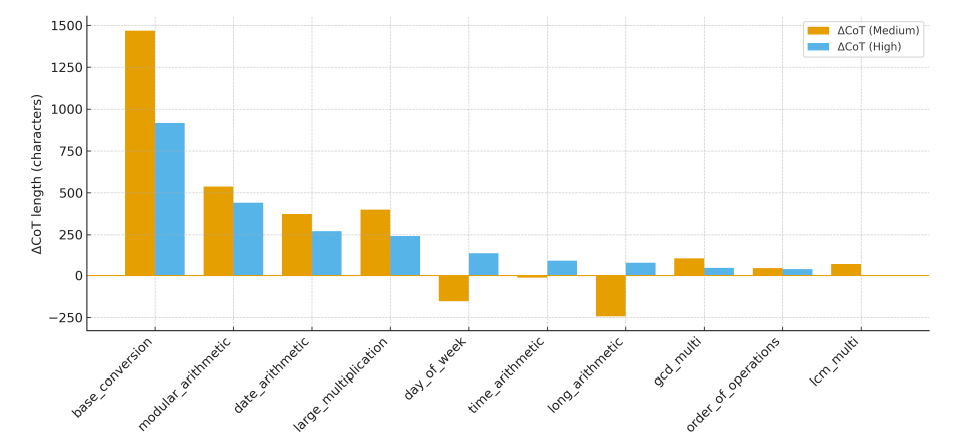 ΔCoT length (characters)
1500
1250
1000
750
500
250
0
−250
ΔCoT (Medium)
ΔCoT (High)
base_conversion
modular_arithmetic
date_arithmetic
large_multiplication
day_of_week
time_arithmetic
long_arithmetic
gcd_multi
order_of_operations
lcm_multi